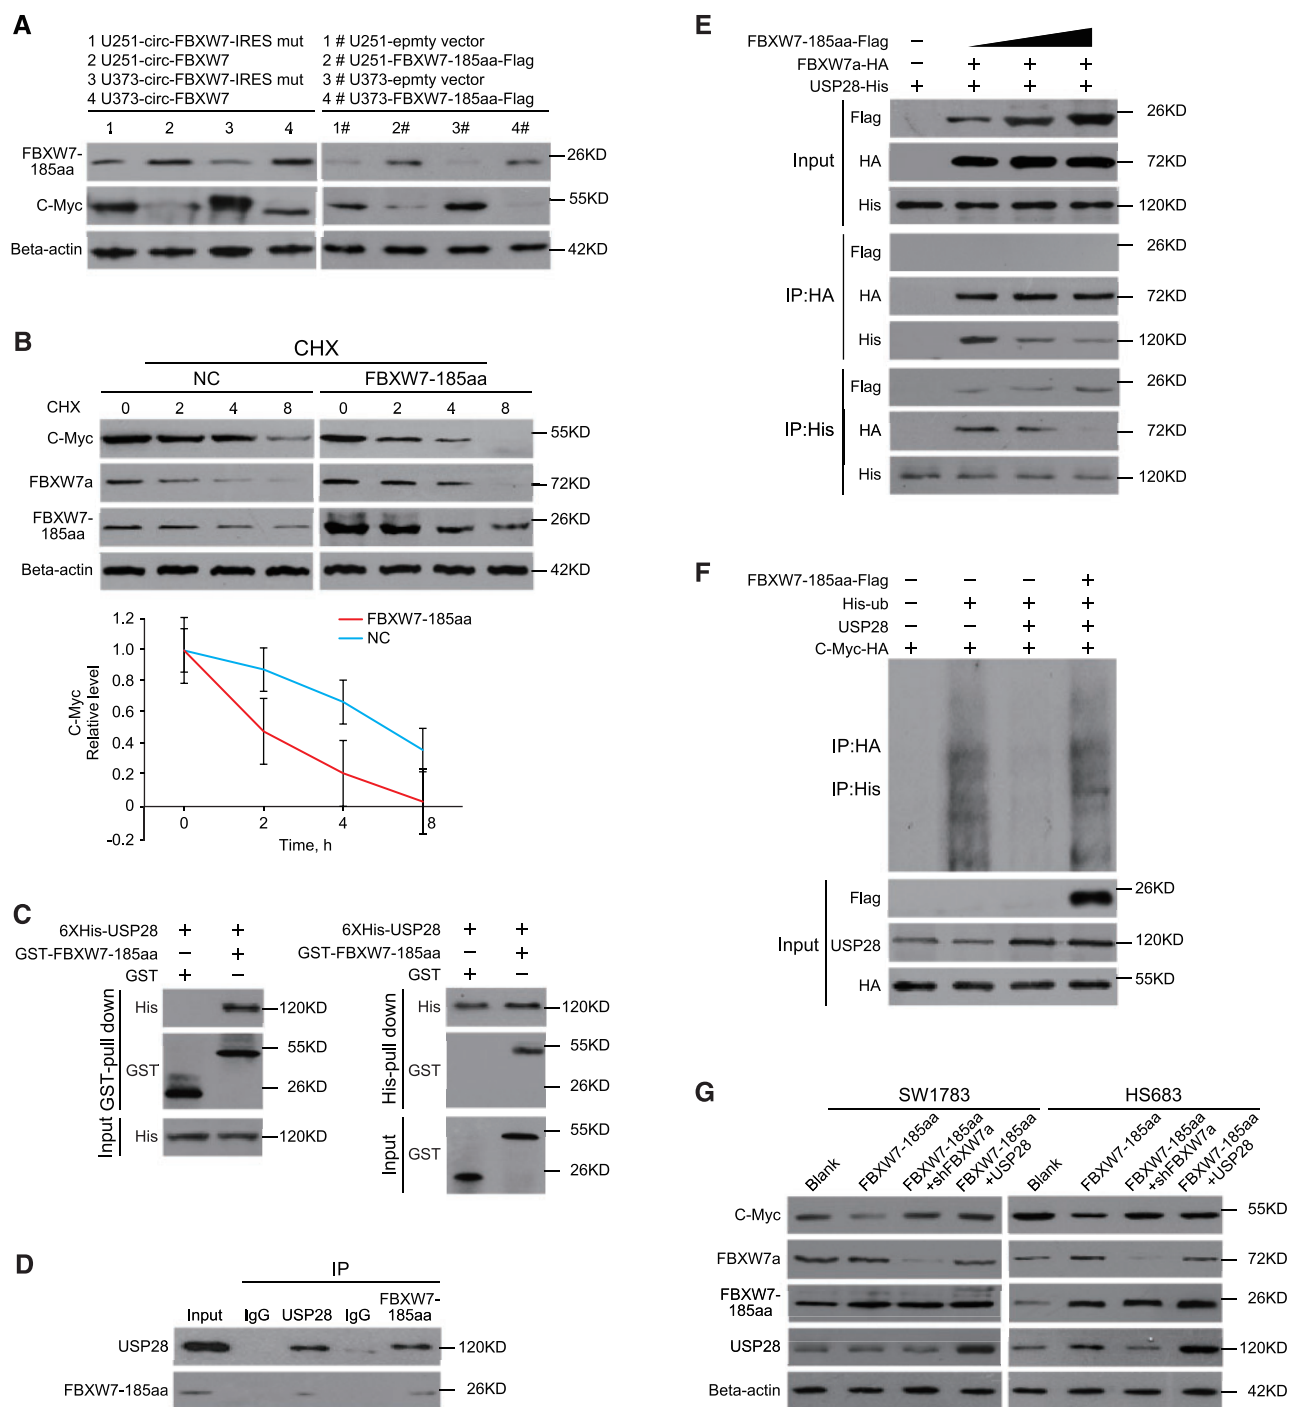 A
1 U251-circ-FBXW7-IRES mut
2 U251-circ-FBXW7
3 U373-circ-FBXW7-IRES mut
4 U373-circ-FBXW7
1 # U251-epmty vector
2 # U251-FBXW7-185aa-Flag
3 # U373-epmty vector
4 # U373-FBXW7-185aa-Flag
1 2 3 4 1# 2# 3# 4#
FBXW7-
185aa
26KD
C-Myc 55KD
Beta-actin 42KD
B
CHX
NC FBXW7-185aa
CHX 0 2 4 8 0 2 4 8
C-Myc 55KD
FBXW7a 72KD
FBXW7-
185aa
26KD
Beta-actin 42KD
C-Myc
Relative level
1.2
1.0
0.8
0.6
0.4
0.2
0
-0.2
FBXW7-185aa
NC
0 2 4 8
Time, h
C
6XHis-USP28 + +
GST-FBXW7-185aa – +
GST + –
GST-pull down
His 120KD
GST 55KD
26KD
Input
His 120KD
6XHis-USP28 + +
GST-FBXW7-185aa – +
GST + –
His-pull down
His 120KD
GST 55KD
26KD
Input
GST 55KD
26KD
D
IP
Input IgG USP28 IgG FBXW7-
185aa
USP28 120KD
FBXW7-185aa 26KD
E
FBXW7-185aa-Flag –
FBXW7a-HA – + + +
USP28-His + + + +
Input
Flag 26KD
HA 72KD
His 120KD
IP:HA
Flag 26KD
HA 72KD
His 120KD
IP:His
Flag 26KD
HA 72KD
His 120KD
F
FBXW7-185aa-Flag – – – +
His-ub – + + +
USP28 – – + +
C-Myc-HA + + + +
IP:HA
IP:His
Input
Flag 26KD
USP28 120KD
HA 55KD
G
SW1783 HS683
Blank
FBXW7-185aa
FBXW7-185aa
+shFBXW7a
FBXW7-185aa
+USP28
Blank
FBXW7-185aa
FBXW7-185aa
+shFBXW7a
FBXW7-185aa
+USP28
C-Myc 55KD
FBXW7a 72KD
FBXW7-
185aa
26KD
USP28 120KD
Beta-actin 42KD